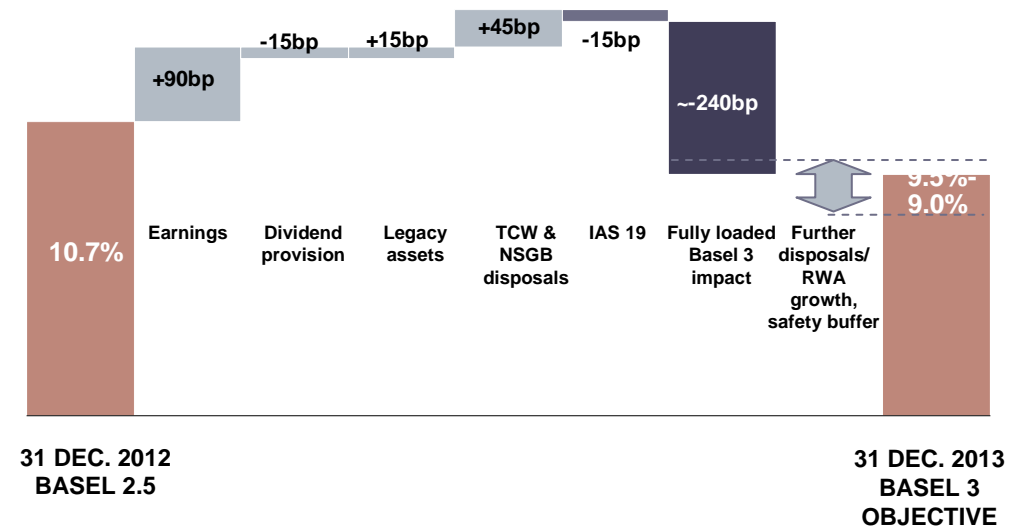 +90bp
-15bp
+15bp
+45bp
-15bp
~-240bp
10.7%
9.5%-
9.0%
Earnings
Dividend
provision
Legacy
assets
TCW &
NSGB
disposals
IAS 19
Fully loaded
Basel 3
impact
Further
disposals/
RWA
growth,
safety buffer
31 DEC. 2012
BASEL 2.5
31 DEC. 2013
BASEL 3
OBJECTIVE